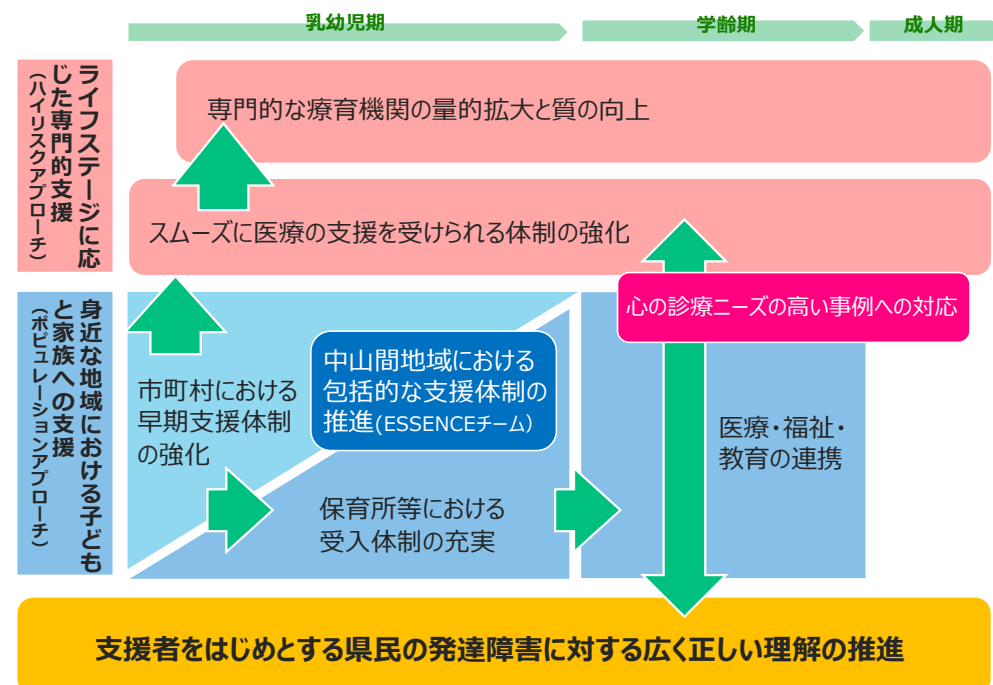 乳幼児期
学齢期
成人期
ライフステージに応
じた専門的支援
（ハイリスクアプローチ）
専門的な療育機関の量的拡大と質の向上
スムーズに医療の支援を受けられる体制の強化
心の診療ニーズの高い事例への対応
身近な地域における子ども
と家族への支援
（ポピュレーションアプローチ）
市町村における
早期支援体制
の強化
中山間地域における
包括的な支援体制の
推進(ESSENCEチーム）
保育所等における
受入体制の充実
医療・福祉・
教育の連携
支援者をはじめとする県民の発達障害に対する広く正しい理解の推進